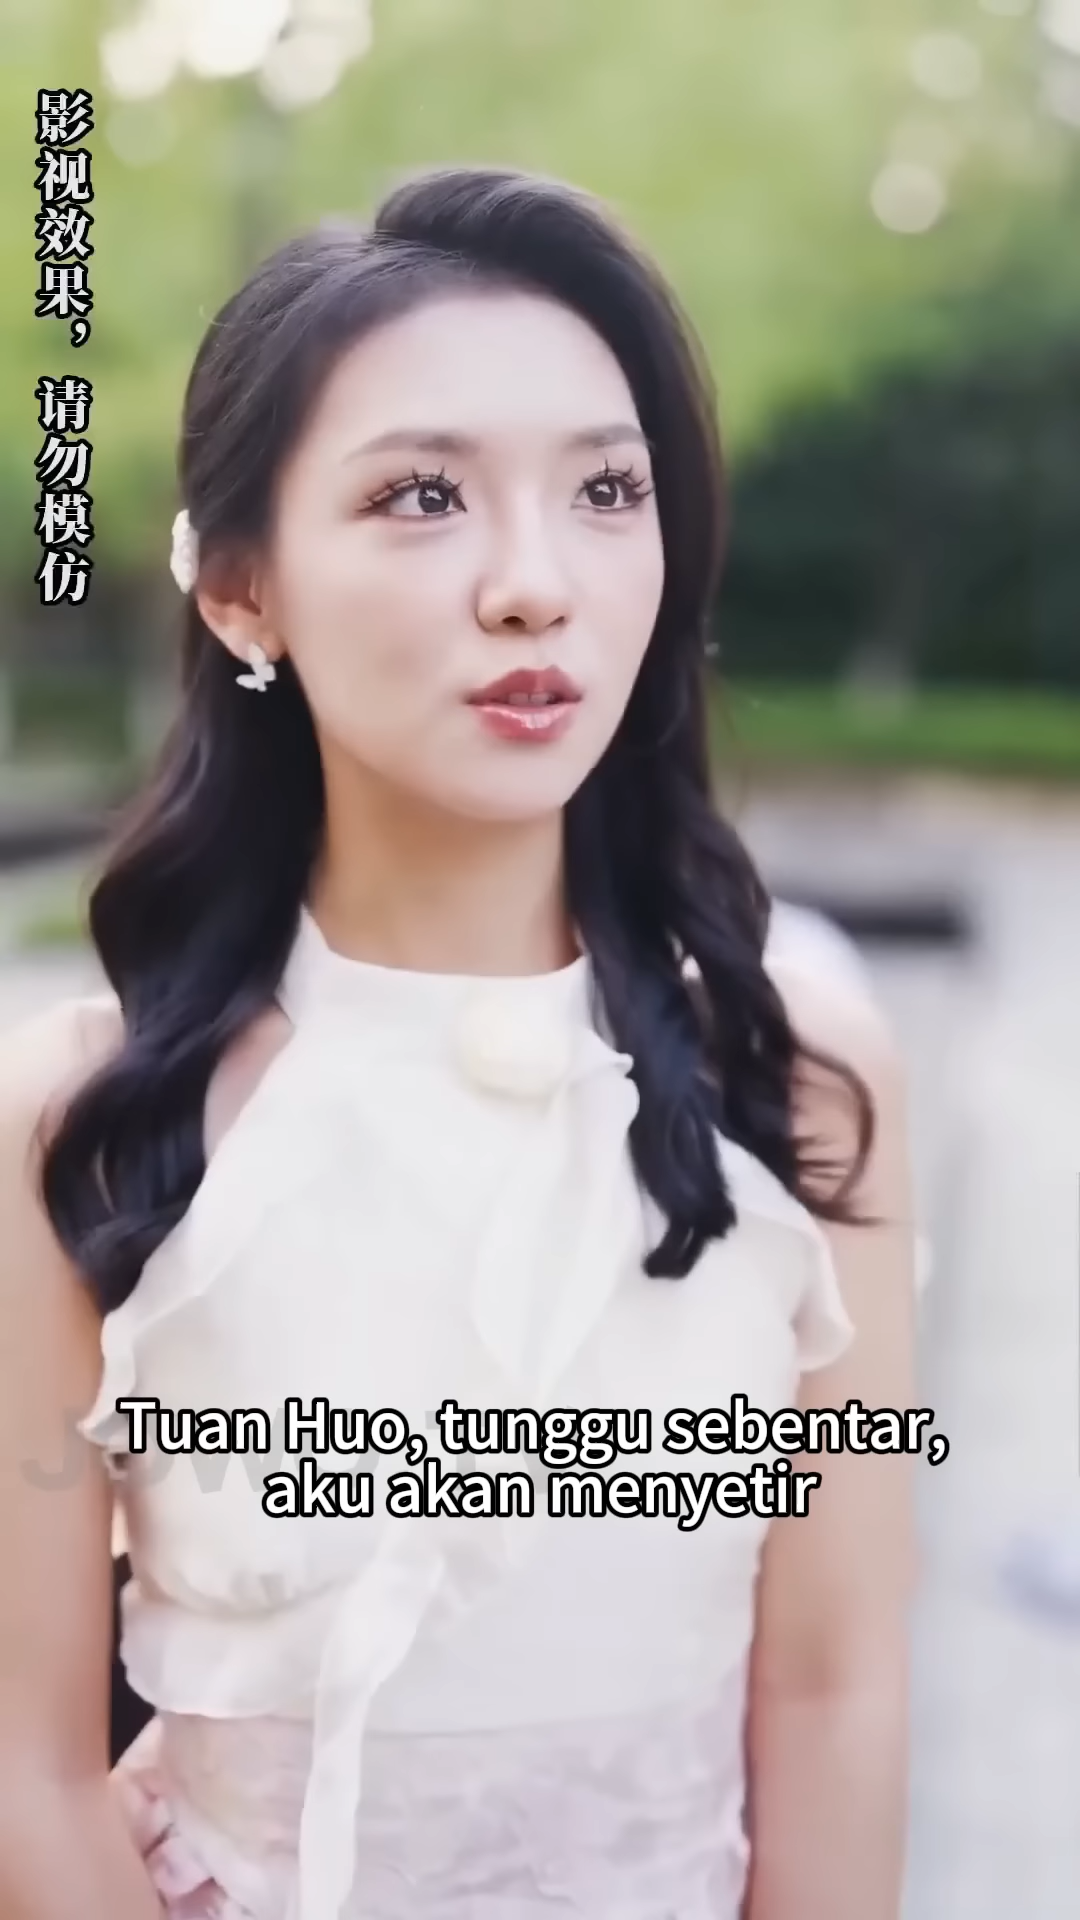 影视效果，请勿模仿
Tuan Huo, tunggu sebentar,
aku akan menyetir